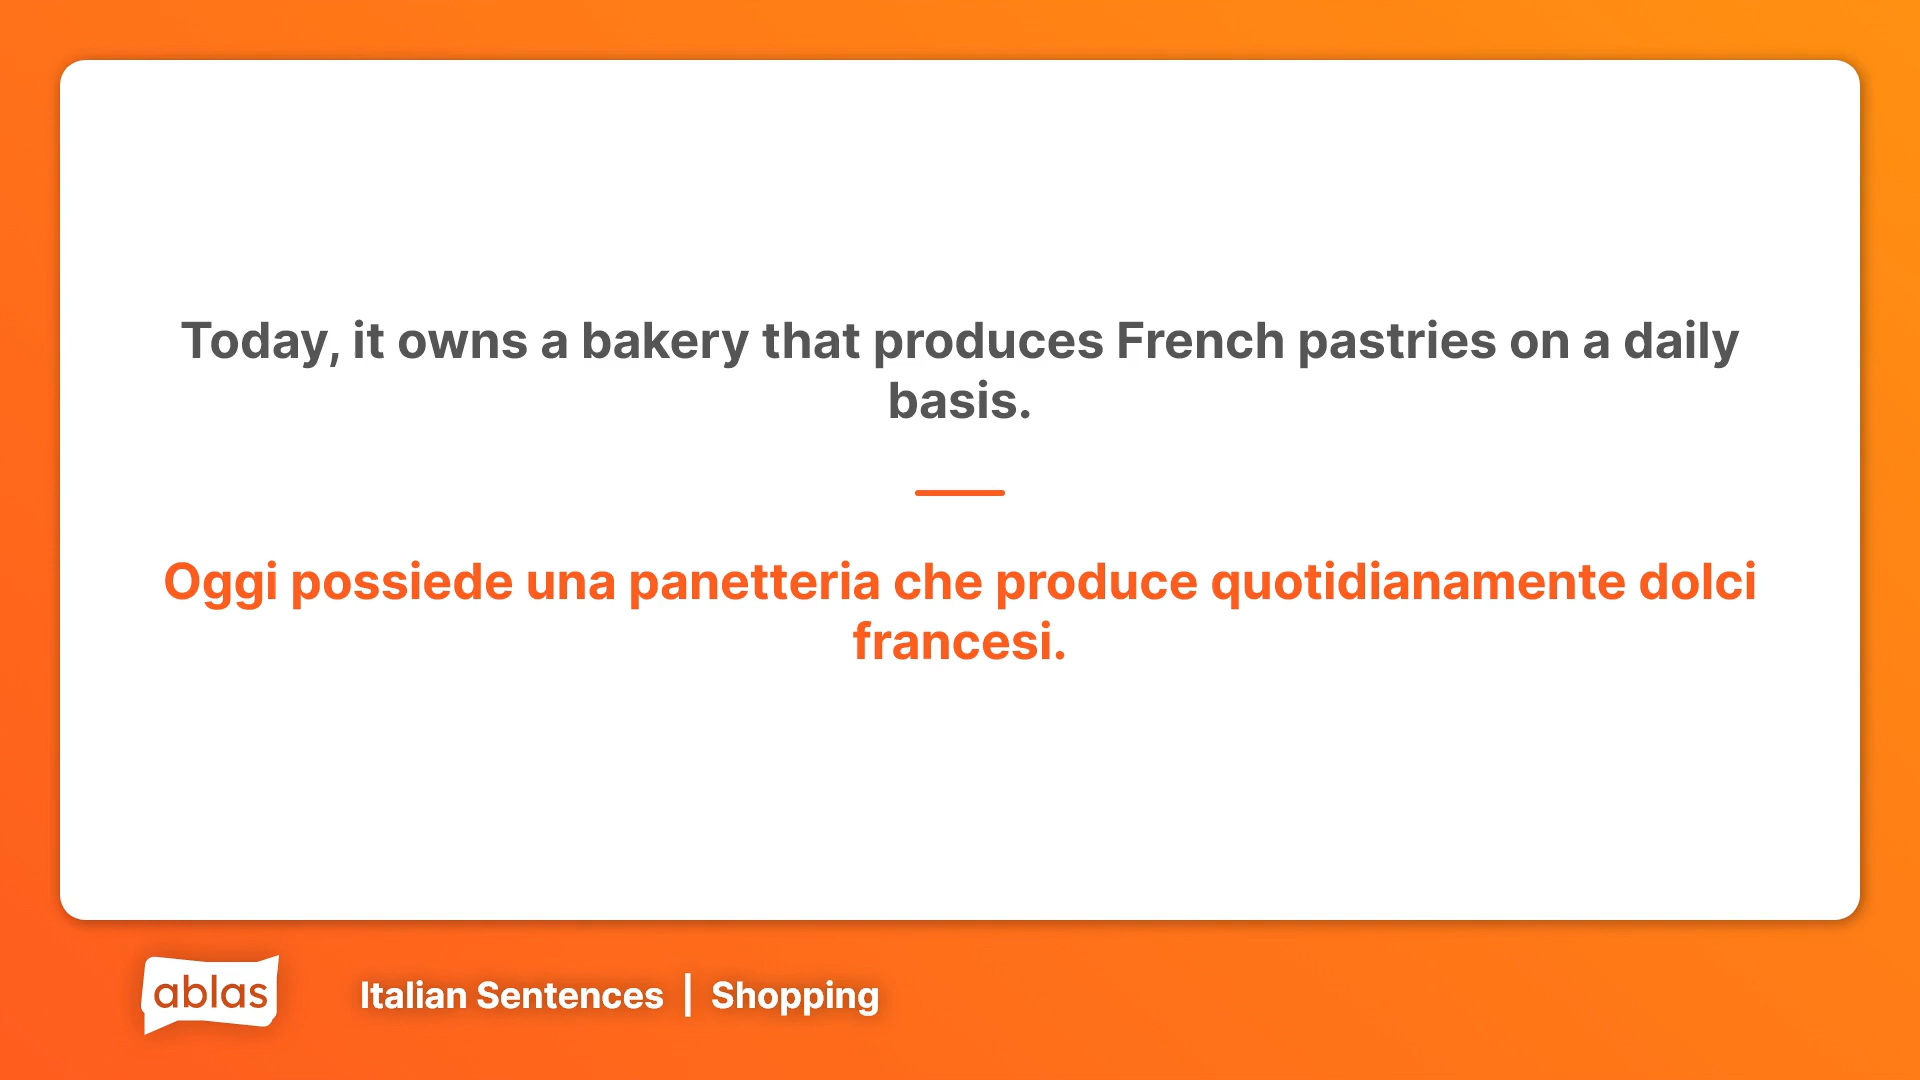 Today, it owns a bakery that produces French pastries on a daily
basis.
Oggi possiede una panetteria che produce quotidianamente dolci
francesi.
ablas
Italian Sentences | Shopping